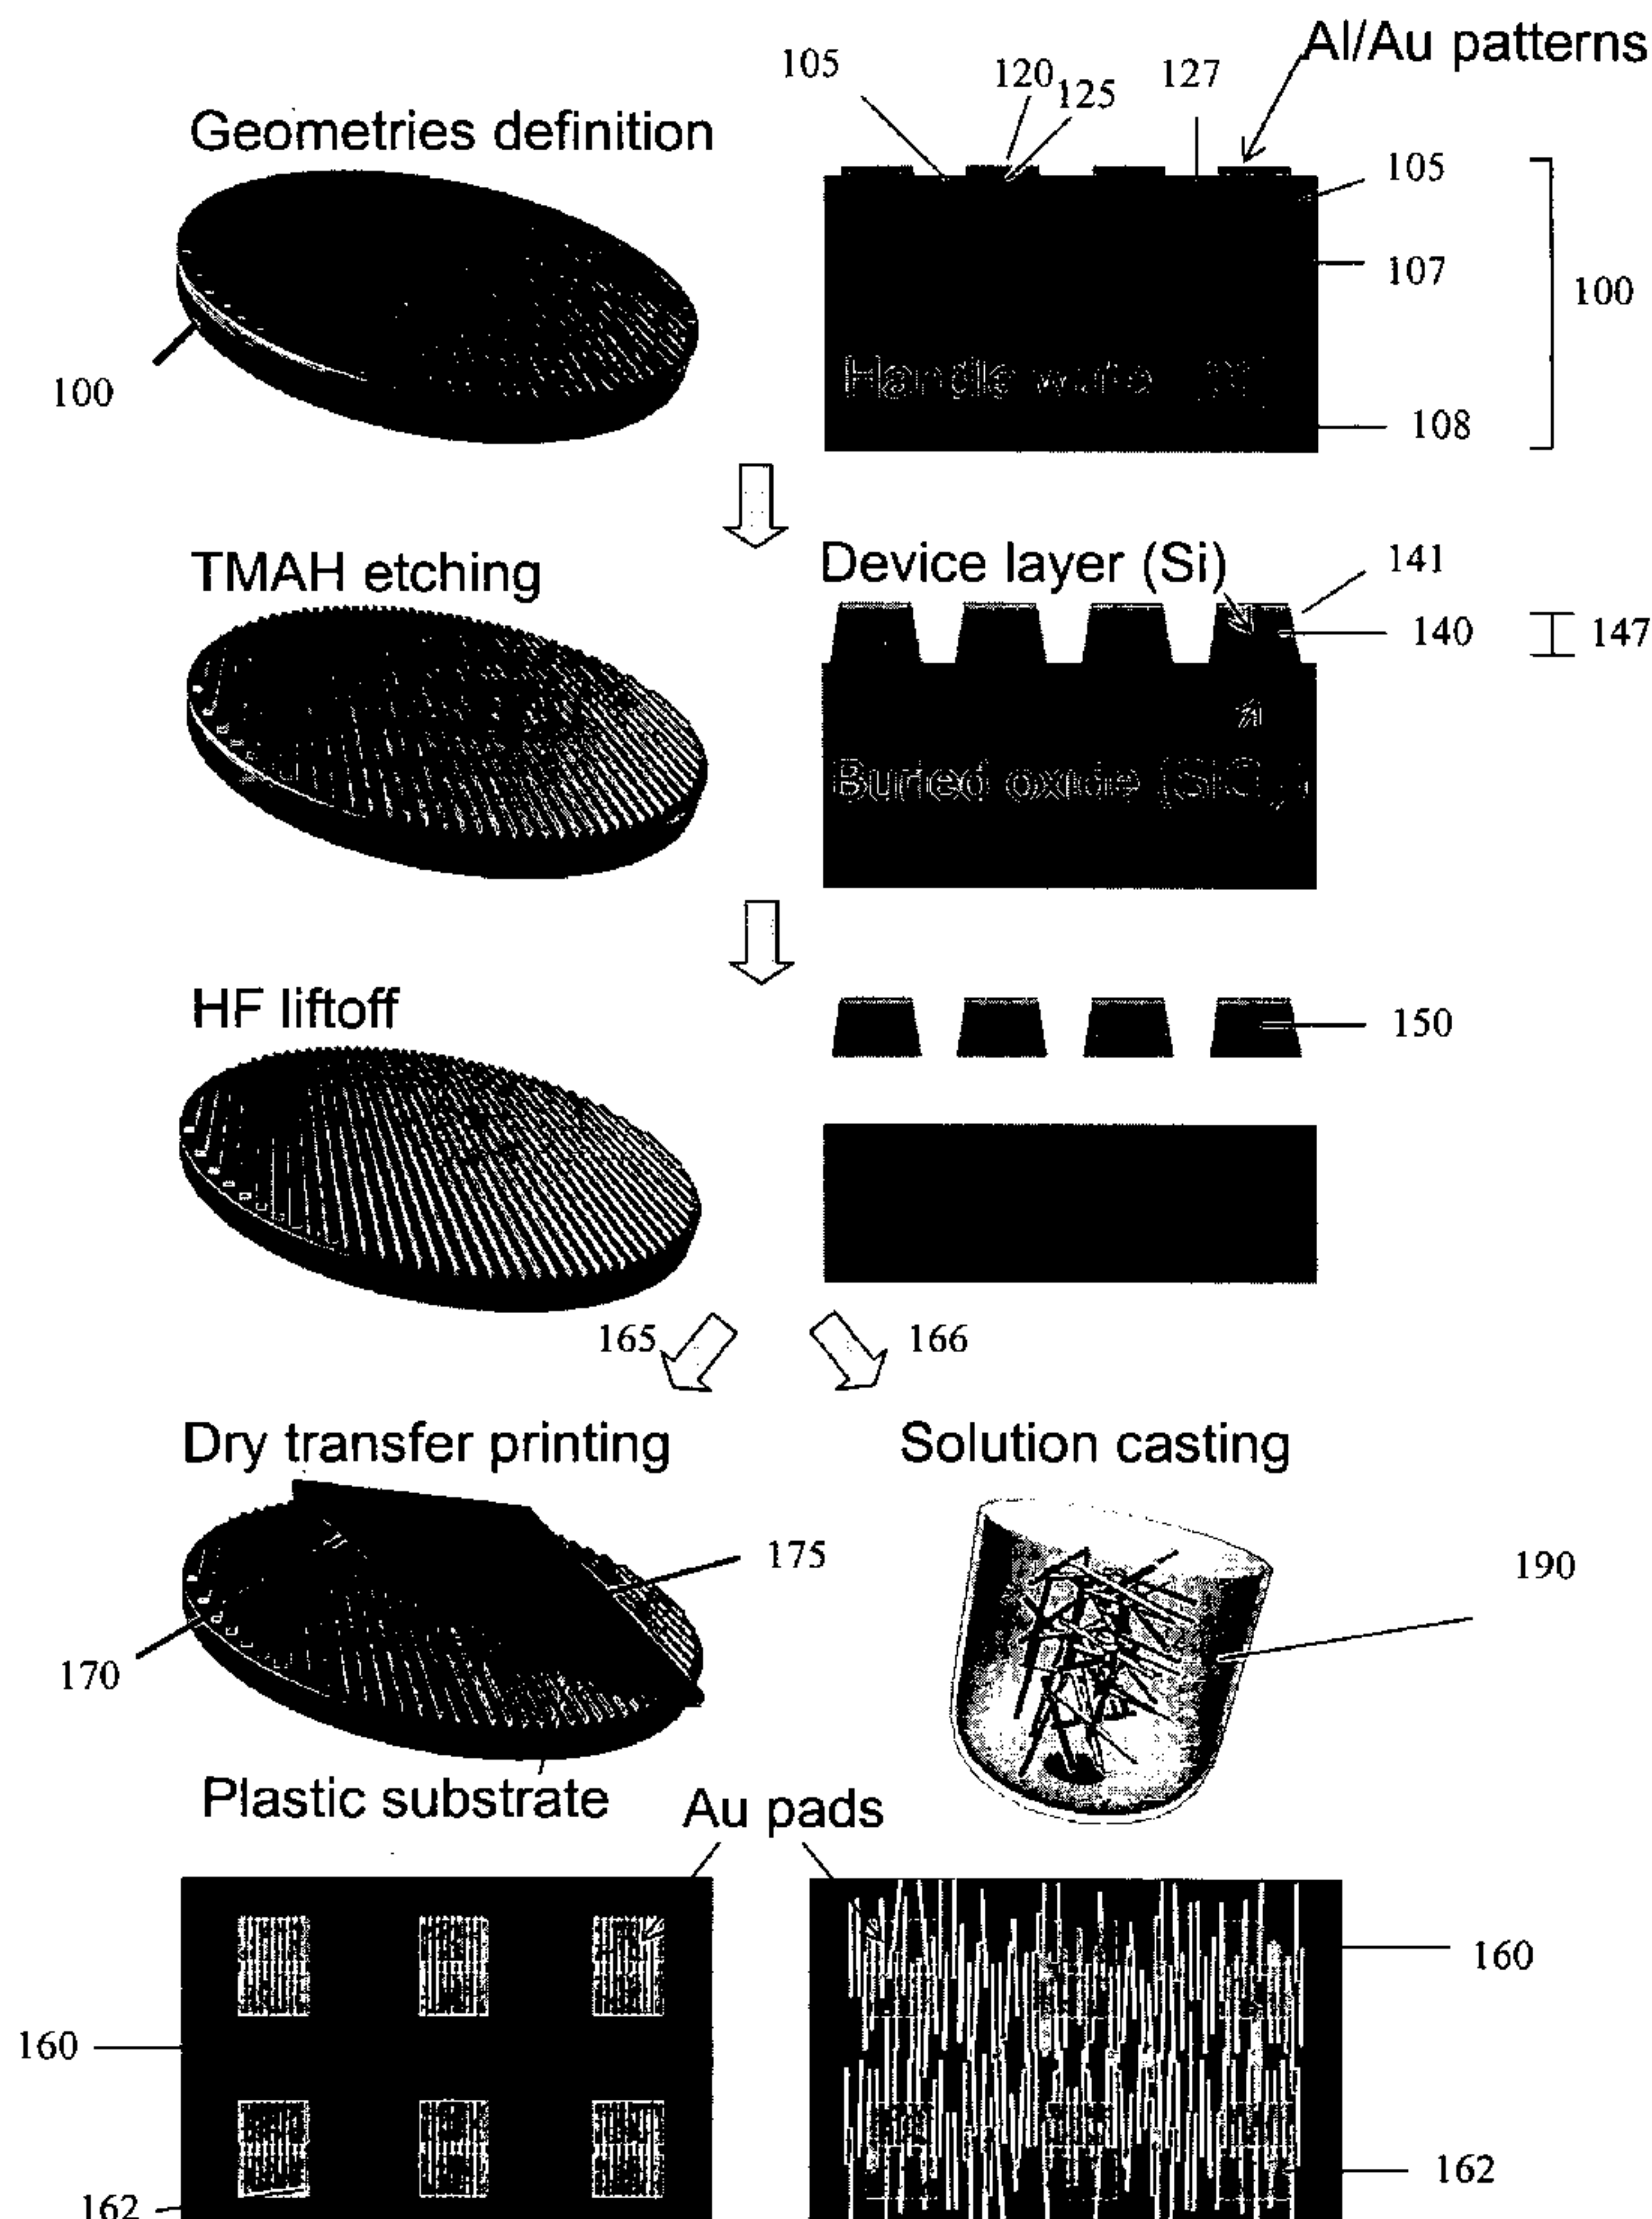 Al/Au patterns
105
120
125
127
Geometries definition
105
107
100
100
108
TMAH etching
Device layer (Si)
141
140
147
Buried oxide
HF liftoff
150
165
166
Dry transfer printing
Solution casting
175
190
170
Plastic substrate
Au pads
160
160
162
162